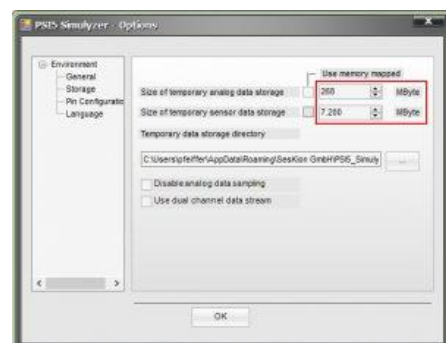 PSI5 Simulyzer - Options
Environment
General
Storage
Pin Configuratio
Language
Use memory mapped
Size of temporary analog data storage
260
MByte
Size of temporary sensor data storage
7.280
MByte
Temporary data storage directory
C:\Users\pfeiffer\AppData\Roaming\SesKion GmbH\PSI5_Simuly
...
Disable analog data sampling
Use dual channel data stream
OK